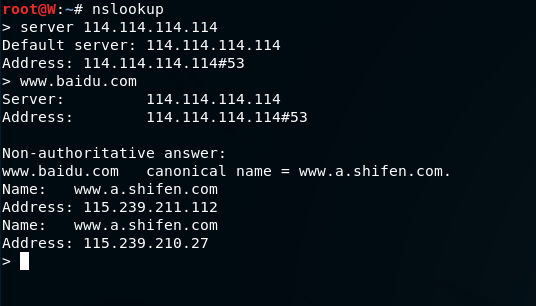 root@W:~# nslookup
> server 114.114.114.114
Default server: 114.114.114.114
Address: 114.114.114.114#53
> www.baidu.com
Server:         114.114.114.114
Address:        114.114.114.114#53

Non-authoritative answer:
www.baidu.com   canonical name = www.a.shifen.com.
Name:   www.a.shifen.com
Address: 115.239.211.112
Name:   www.a.shifen.com
Address: 115.239.210.27
>